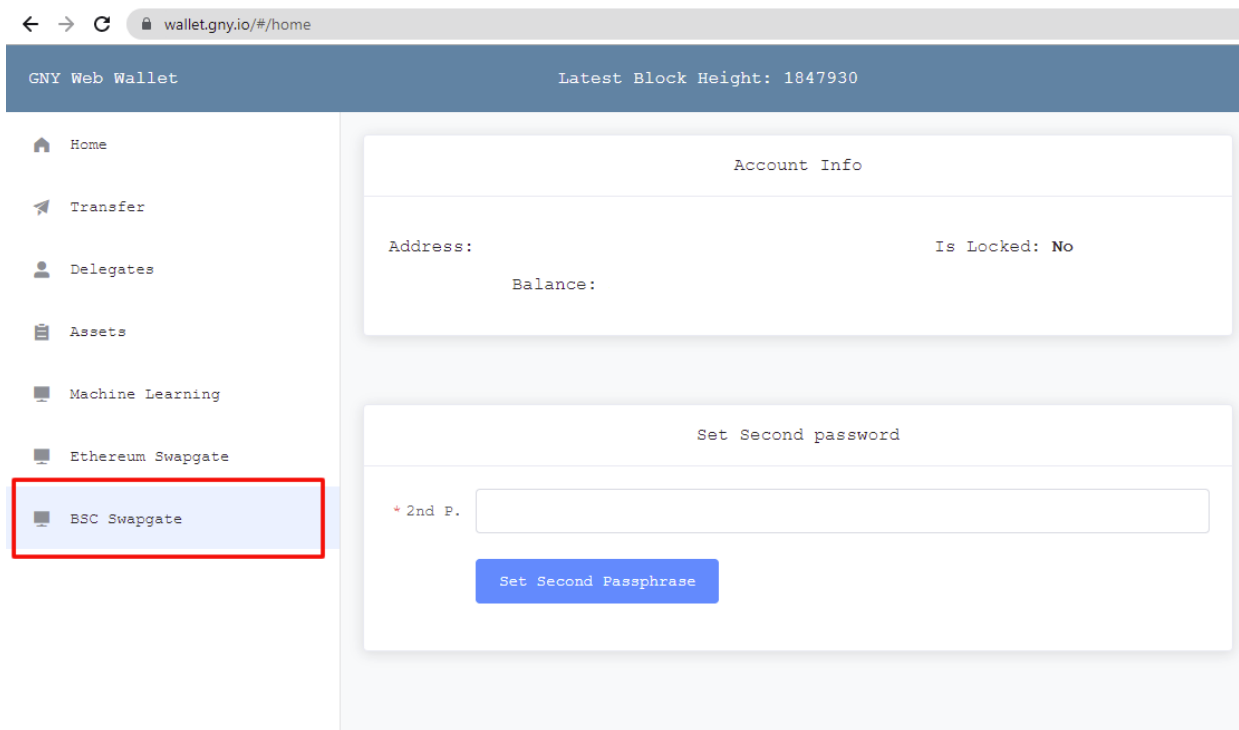 wallet.gny.io/#/home
GNY Web Wallet
Latest Block Height: 1847930
Home
Transfer
Delegates
Assets
Machine Learning
Ethereum Swapgate
BSC Swapgate
Account Info
Address:
Is Locked: No
Balance:
Set Second password
* 2nd P.
Set Second Passphrase